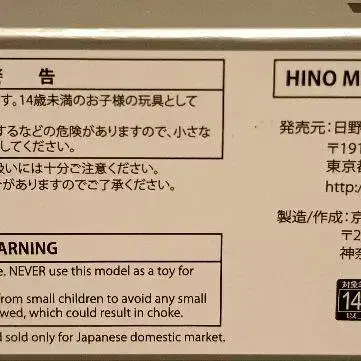 告
す。14歳未満のお子様の玩具として
するなどの危険がありますので、小さな
してください。
扱いには十分ご注意ください。
がありますのでご了承ください。
WARNING
e. NEVER use this model as a toy for
from small children to avoid any small
wed, which could result in choke.
d sold only for Japanese domestic market.
HINO M
発売元:日野
〒191
東京都
http:/
製造/作成:京
〒2
神奈
対象年
14